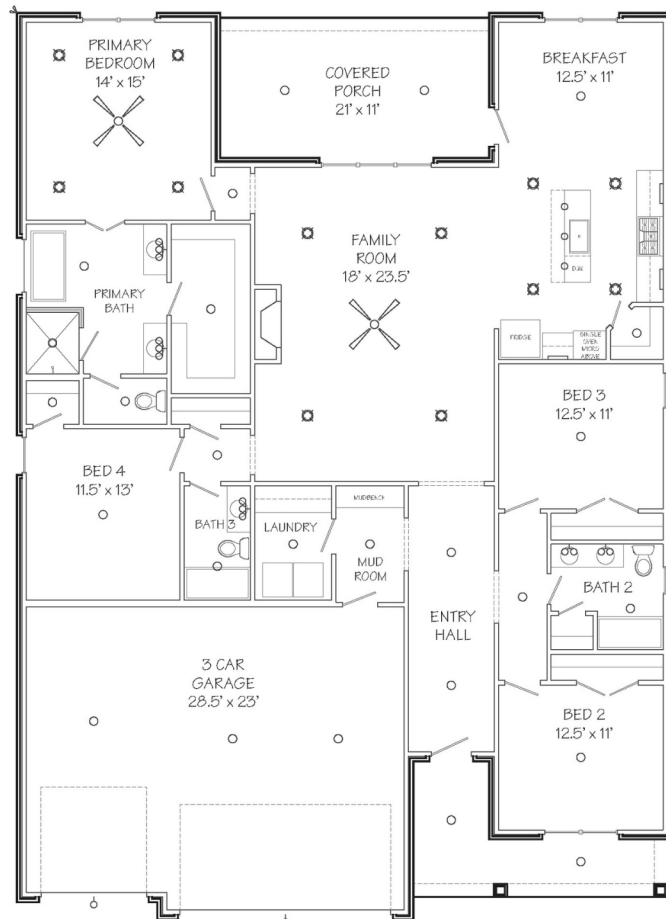 PRIMARY
BEDROOM
14' x 15'
COVERED
PORCH
21' x 11'
BREAKFAST
12.5' x 11'
FAMILY
ROOM
18' x 23.5'
D.W.
PRIMARY
BATH
FRIDGE
SINGLE
OVEN
MICRO
ABOVE
BED 3
12.5' x 11'
BED 4
11.5' x 13'
BATH 3
LAUNDRY
MUDBENCH
MUD
ROOM
BATH 2
ENTRY
HALL
3 CAR
GARAGE
28.5' x 23'
BED 2
12.5' x 11'